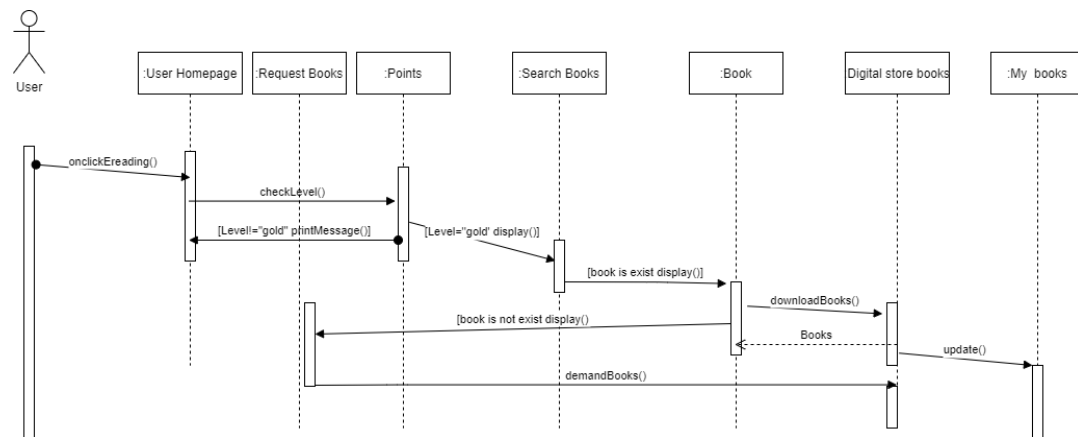 User
:User Homepage
:Request Books
:Points
:Search Books
:Book
Digital store books
:My books
onclickEreading()
checkLevel()
[Level!="gold" printMessage()]
[Level="gold' display()]
[book is exist display()]
downloadBooks()
[book is not exist display()
Books
update()
demandBooks()